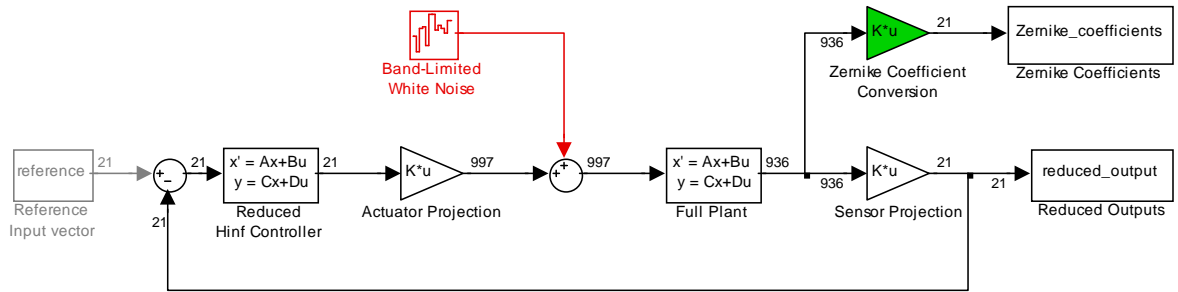 21
K*u
936
Zernike_coefficients
Zernike Coefficient
Conversion
Zernike Coefficients
Band-Limited
White Noise
+
reference
21
+
−
21
x' = Ax+Bu
y = Cx+Du
21
K*u
997
+
997
x' = Ax+Bu
y = Cx+Du
936
936
K*u
21
21
reduced_output
Reference
Input vector
21
Reduced
Hinf Controller
Actuator Projection
Full Plant
Sensor Projection
Reduced Outputs